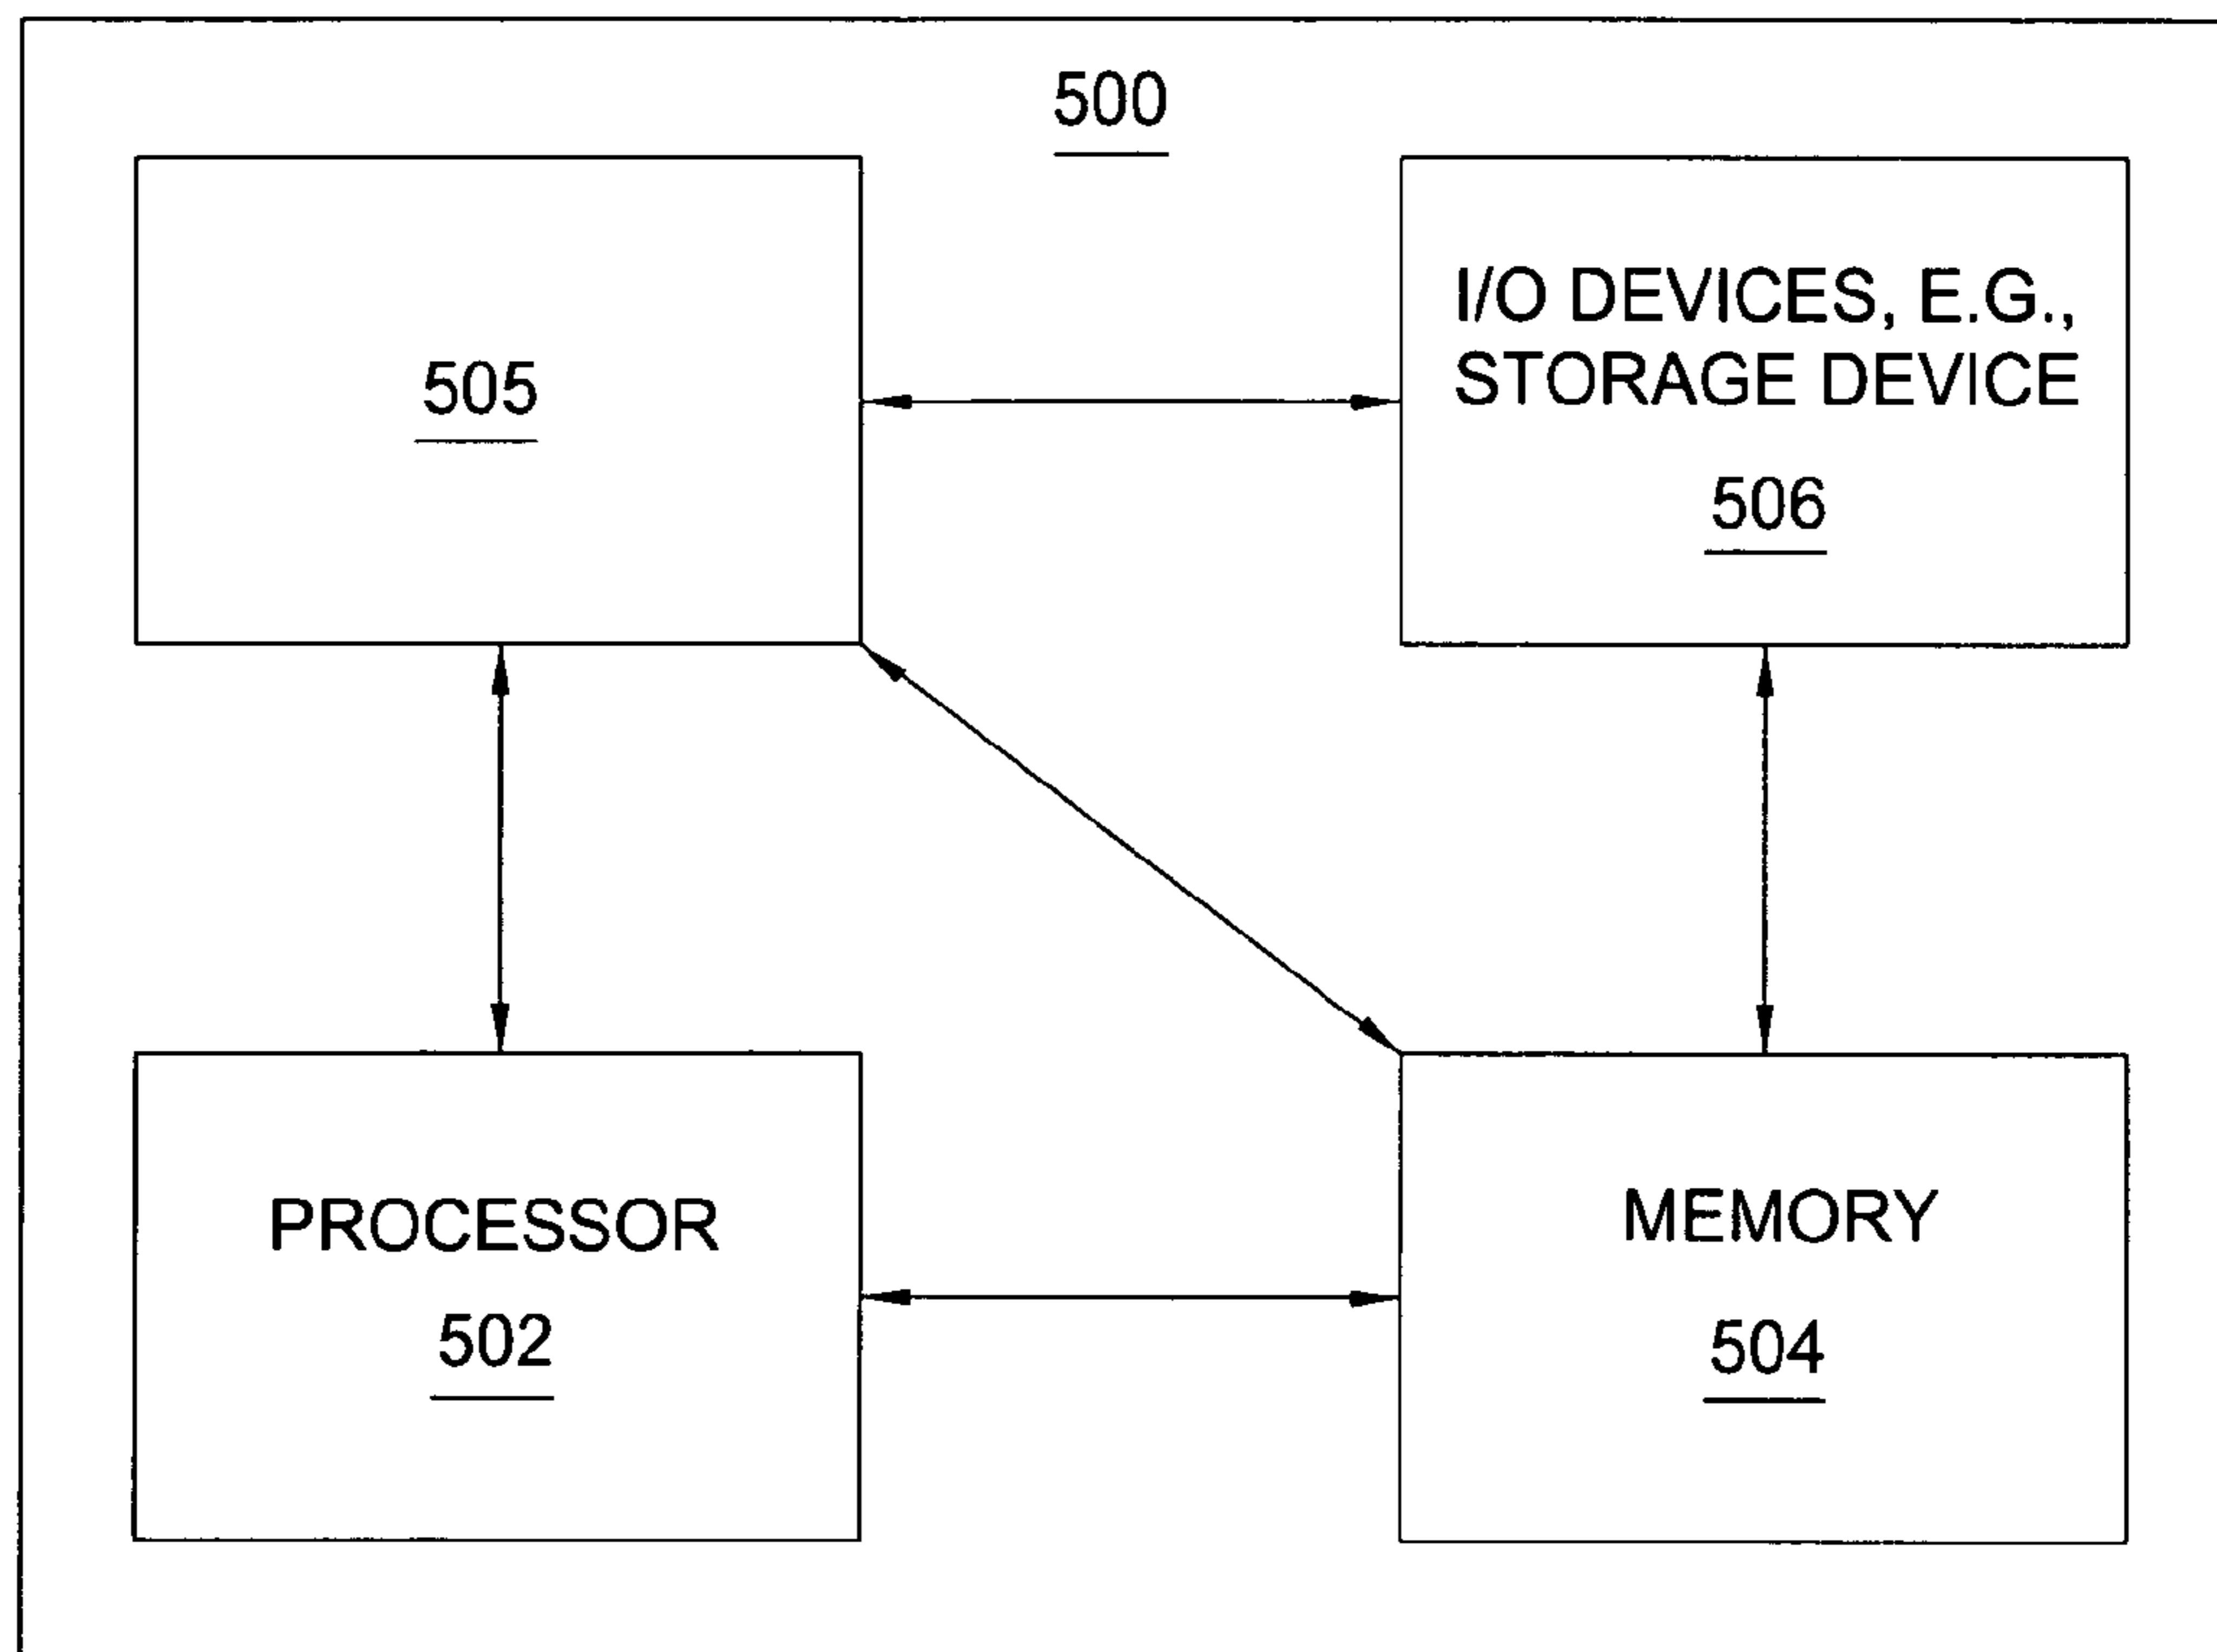 500
505
I/O DEVICES, E.G.,
STORAGE DEVICE
506
PROCESSOR
502
MEMORY
504